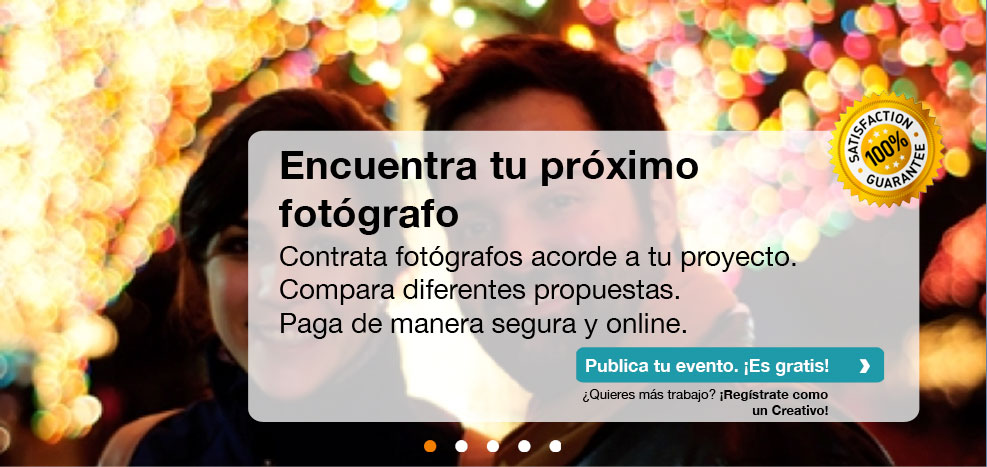 Encuentra tu próximo
fotógrafo
Contrata fotógrafos acorde a tu proyecto.
Compara diferentes propuestas.
Paga de manera segura y online.
Publica tu evento. ¡Es gratis!
¿Quieres más trabajo? ¡Regístrate como
un Creativo!
SATISFACTION
100%
GUARANTEE